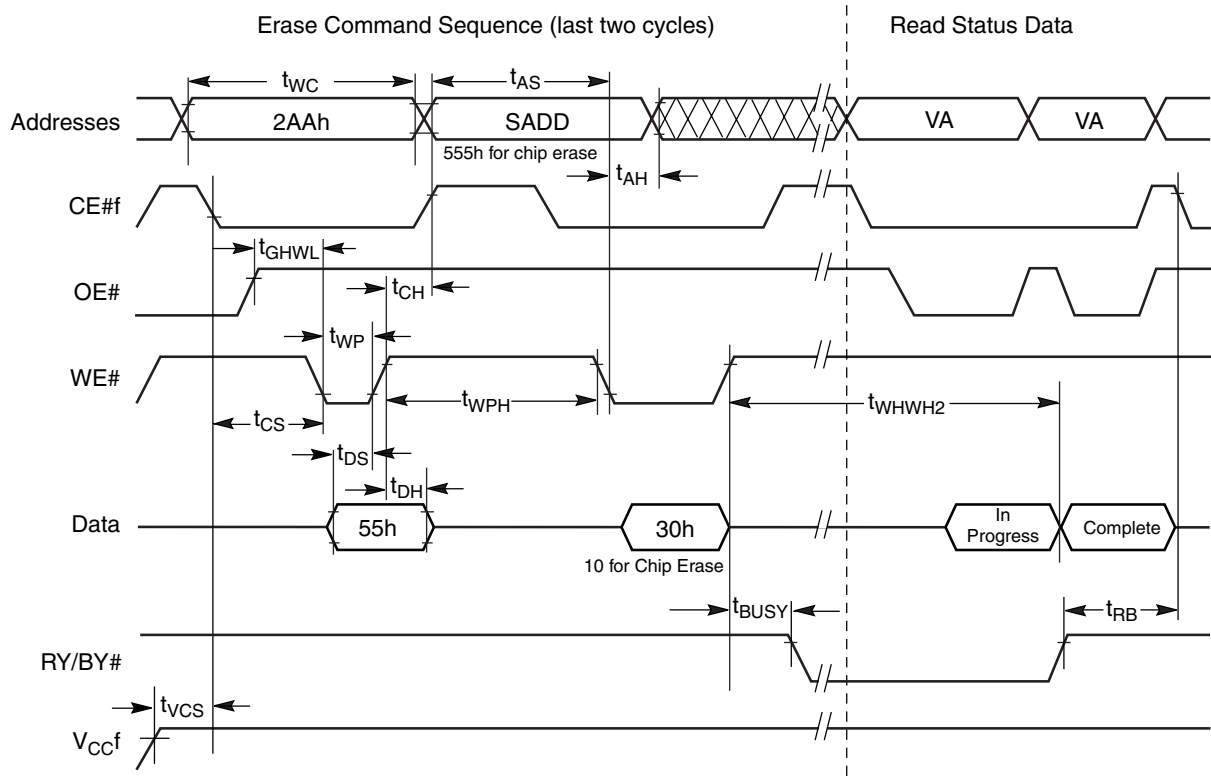 Erase Command Sequence (last two cycles)
Read Status Data
tWC
tAS
Addresses
2AAh
SADD
VA
VA
555h for chip erase
tAH
CE#f
tGHWL
OE#
tCH
tWP
WE#
tWPH
tWHWH2
tCS
tDS
tDH
Data
55h
30h
In
Progress
Complete
10 for Chip Erase
tBUSY
tRB
RY/BY#
tVCS
VCCf